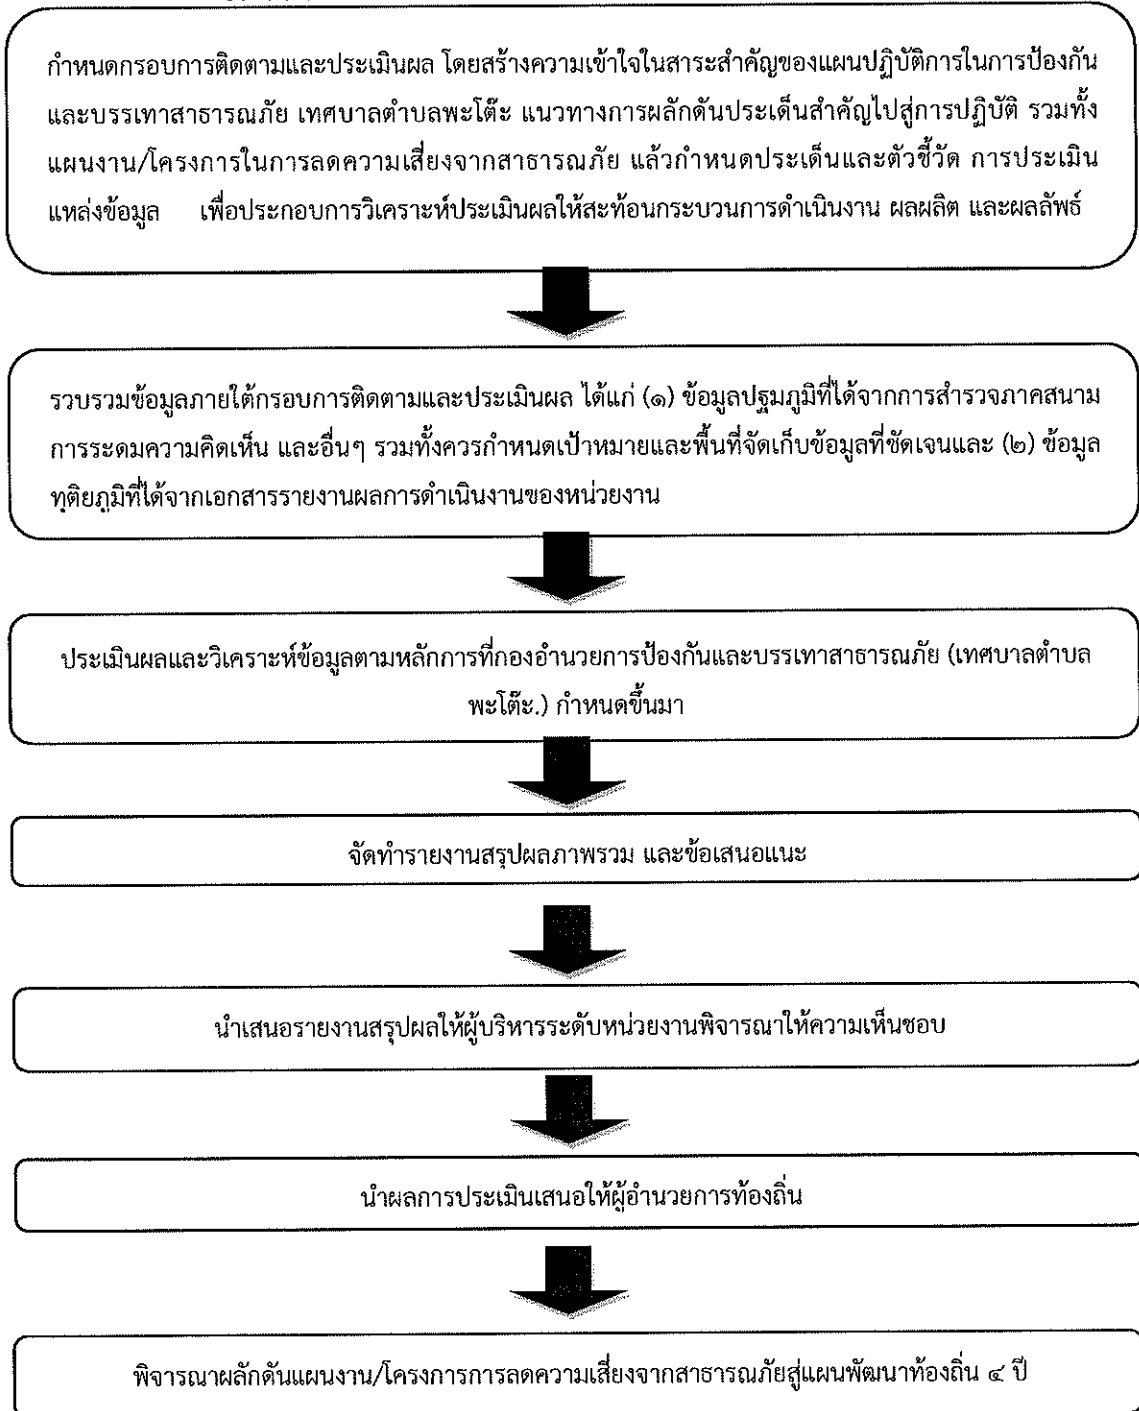 กำหนดกรอบการติดตามและประเมินผล โดยสร้างความเข้าใจในสาระสำคัญของแผนปฏิบัติการในการป้องกัน
และบรรเทาสาธารณภัย เทศบาลตำบลพะโต๊ะ แนวทางการผลักดันประเด็นสำคัญไปสู่การปฏิบัติ รวมทั้ง
แผนงาน/โครงการในการลดความเสี่ยงจากสาธารณภัย แล้วกำหนดประเด็นและตัวชี้วัด การประเมิน
แหล่งข้อมูล เพื่อประกอบการวิเคราะห์ประเมินผลให้สะท้อนกระบวนการดำเนินงาน ผลผลิต และผลลัพธ์
รวบรวมข้อมูลภายใต้กรอบการติดตามและประเมินผล ได้แก่ (๑) ข้อมูลปฐมภูมิที่ได้จากการสำรวจภาคสนาม
การระดมความคิดเห็น และอื่นๆ รวมทั้งควรกำหนดเป้าหมายและพื้นที่จัดเก็บข้อมูลที่ชัดเจนและ (๒) ข้อมูล
ทุติยภูมิที่ได้จากเอกสารรายงานผลการดำเนินงานของหน่วยงาน
ประเมินผลและวิเคราะห์ข้อมูลตามหลักการที่กองอำนวยการป้องกันและบรรเทาสาธารณภัย (เทศบาลตำบล
พะโต๊ะ.) กำหนดขึ้นมา
จัดทำรายงานสรุปผลภาพรวม และข้อเสนอแนะ
นำเสนอรายงานสรุปผลให้ผู้บริหารระดับหน่วยงานพิจารณาให้ความเห็นชอบ
นำผลการประเมินเสนอให้ผู้อำนวยการท้องถิ่น
พิจารณาผลักดันแผนงาน/โครงการการลดความเสี่ยงจากสาธารณภัยสู่แผนพัฒนาท้องถิ่น ๔ ปี